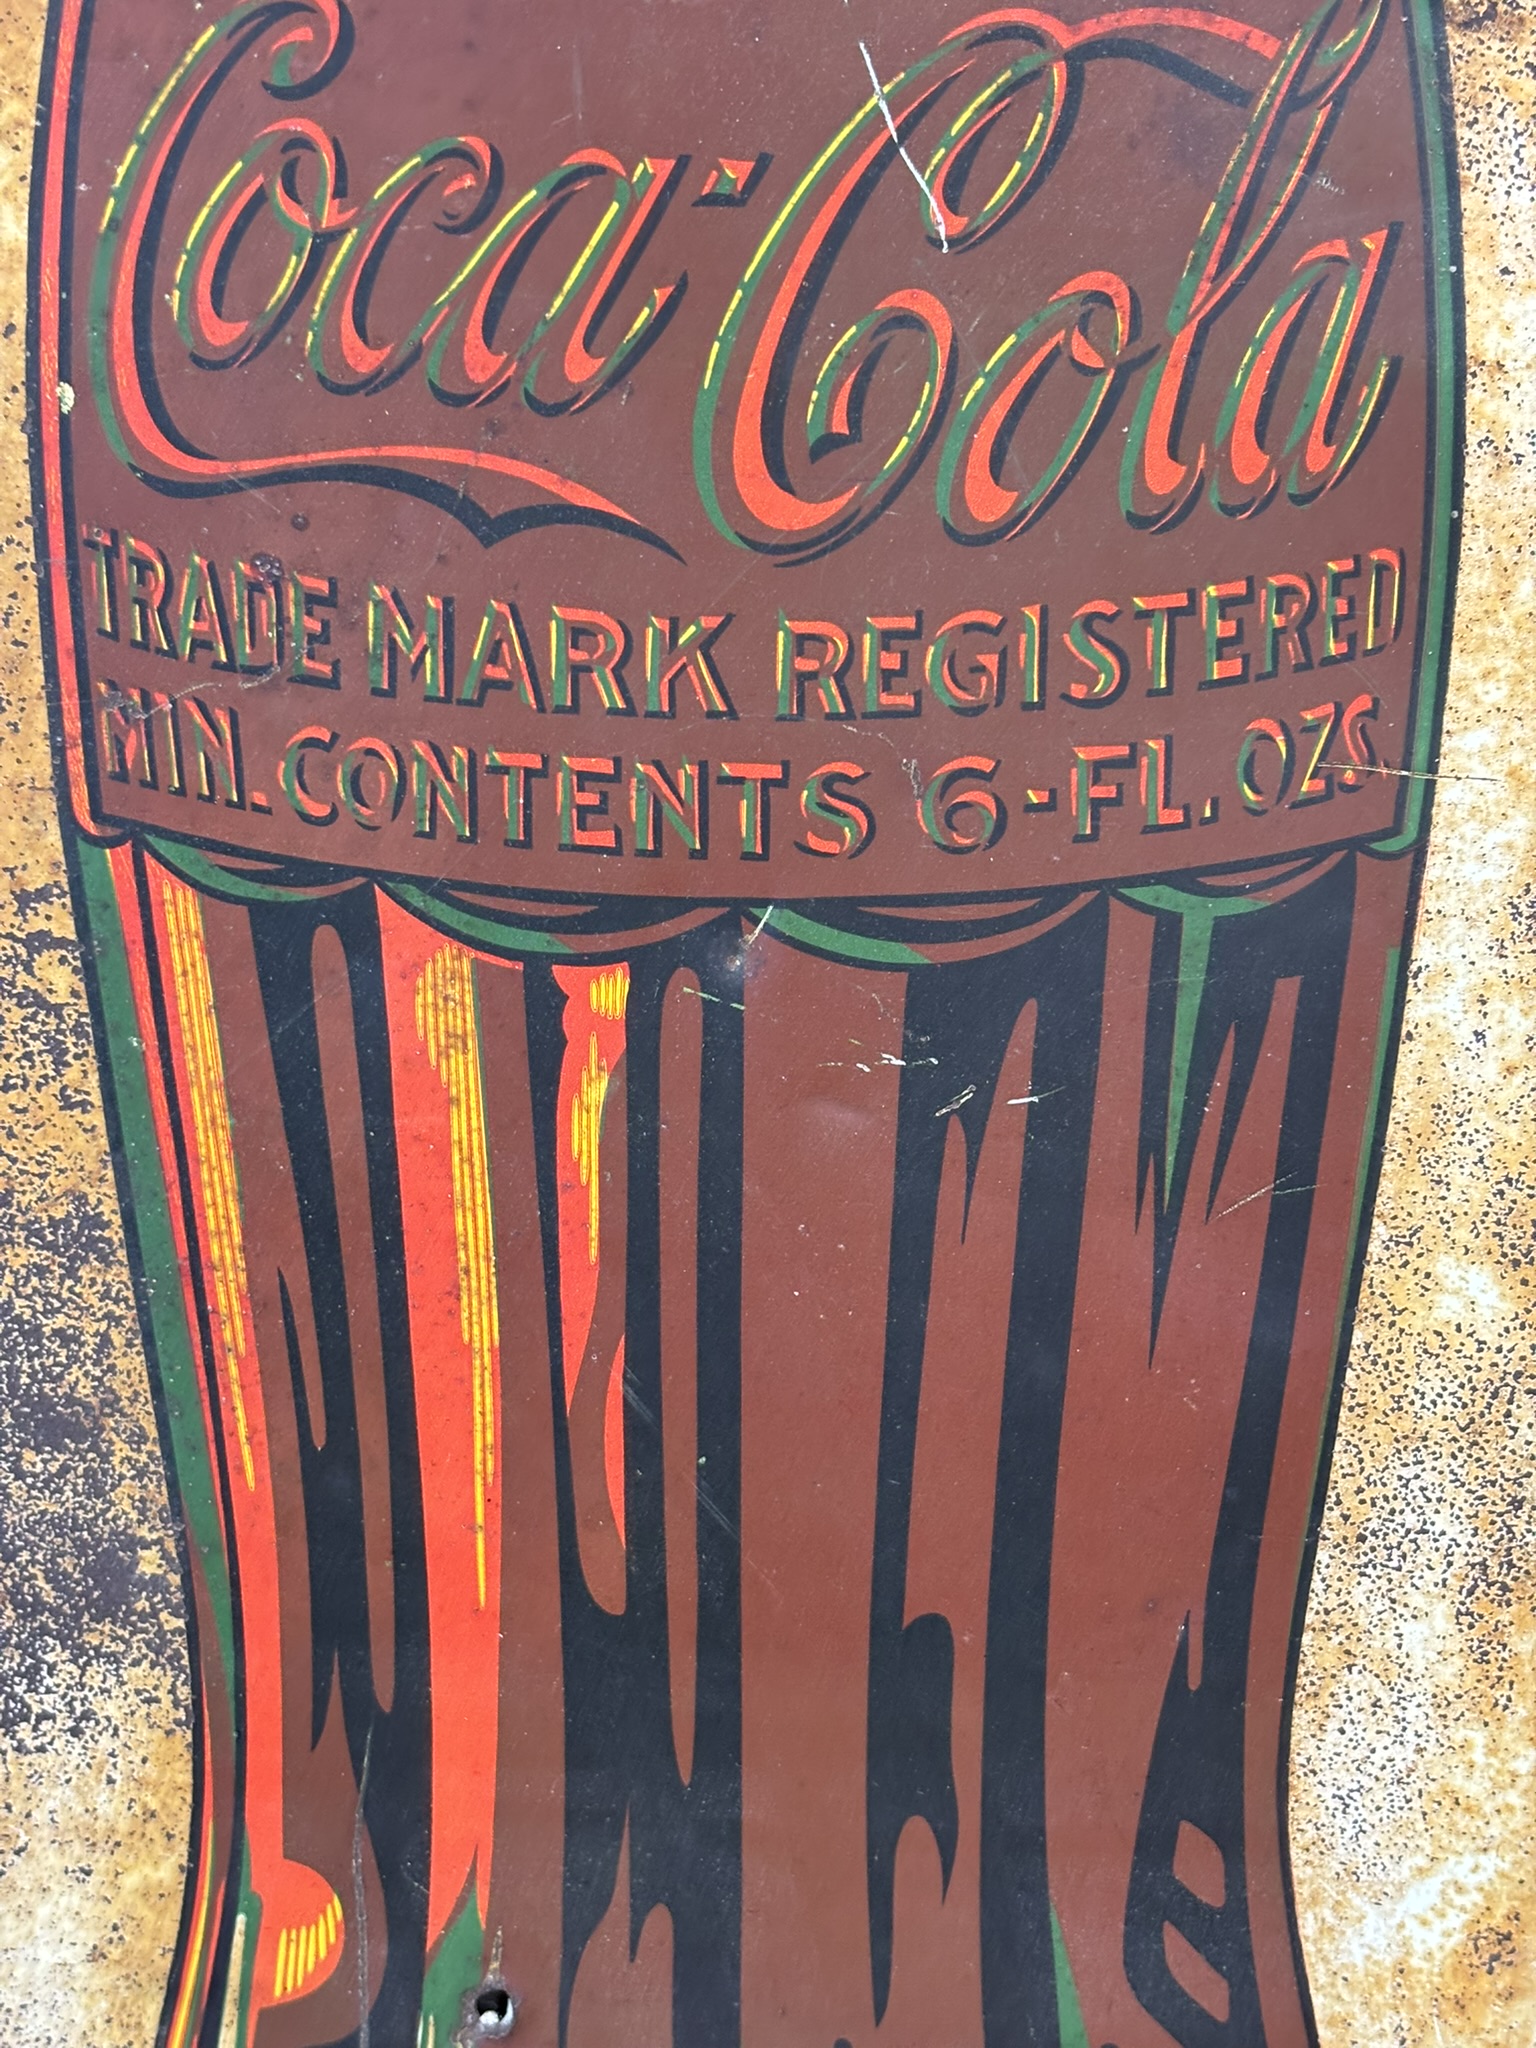 Coca-Cola
TRADE MARK REGISTERED
MIN. CONTENTS 6-FL. OZS.